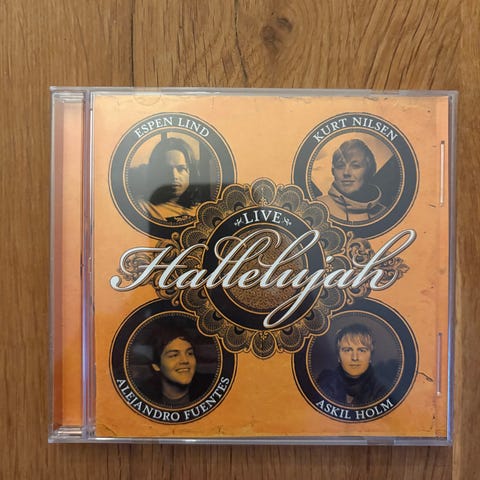 ESPEN LIND
KURT NILSEN
LIVE
Hallelujah
ALEJANDRO FUENTES
ASKIL HOLM